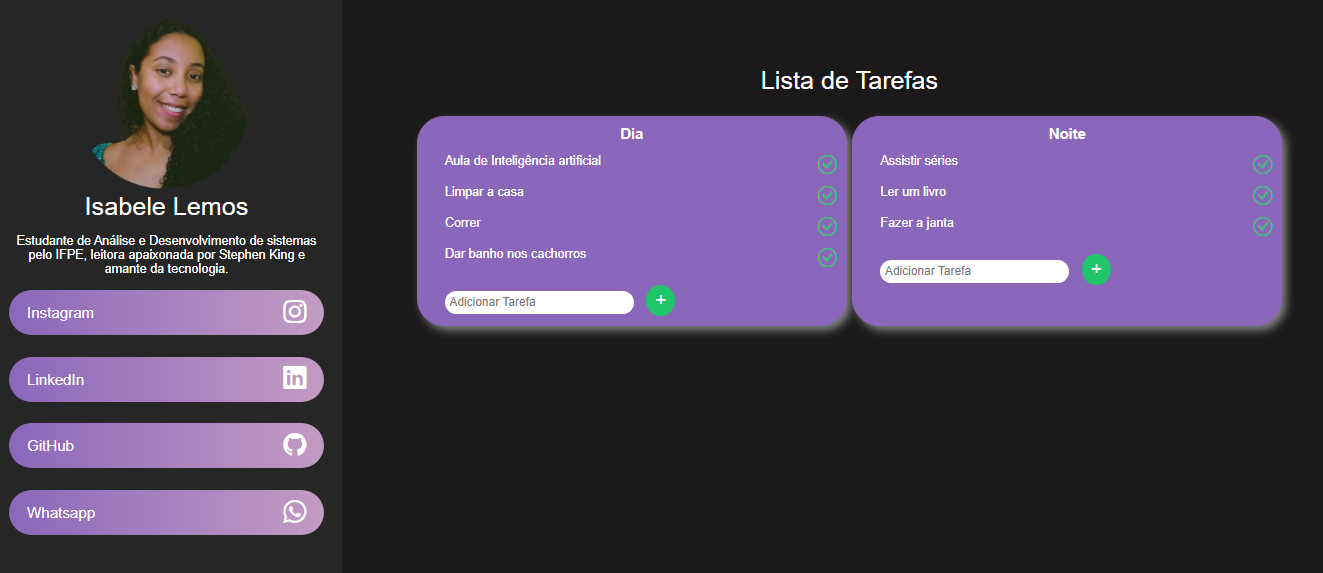 Isabele Lemos
Estudante de Análise e Desenvolvimento de sistemas
pelo IFPE, leitora apaixonada por Stephen King e
amante da tecnologia.
Instagram
LinkedIn
in
GitHub
Whatsapp
Lista de Tarefas
Dia
Aula de Inteligência artificial
Limpar a casa
Correr
Dar banho nos cachorros
Adicionar Tarefa
+
Noite
Assistir séries
Ler um livro
Fazer a janta
Adicionar Tarefa
+